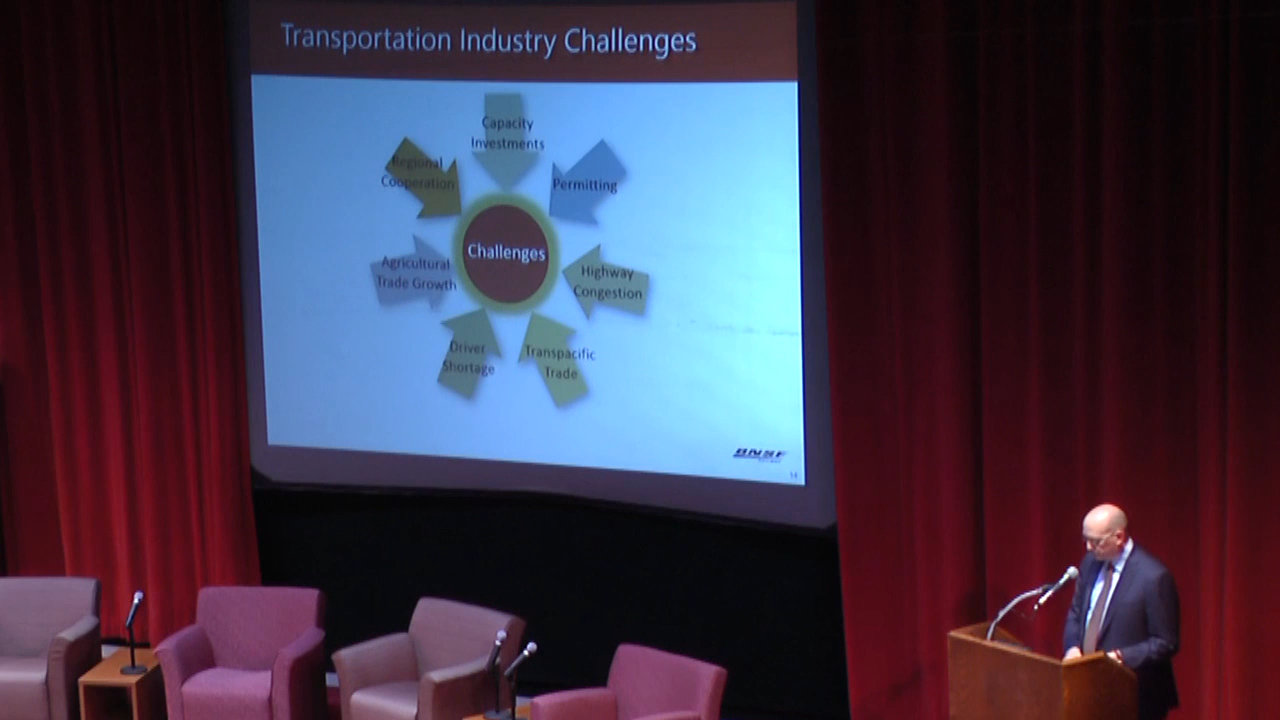 Transportation Industry Challenges
Capacity
Investments
Regional
Cooperation
Permitting
Challenges
Agricultural
Trade Growth
Highway
Congestion
Driver
Shortage
Transpacific
Trade
BNSF